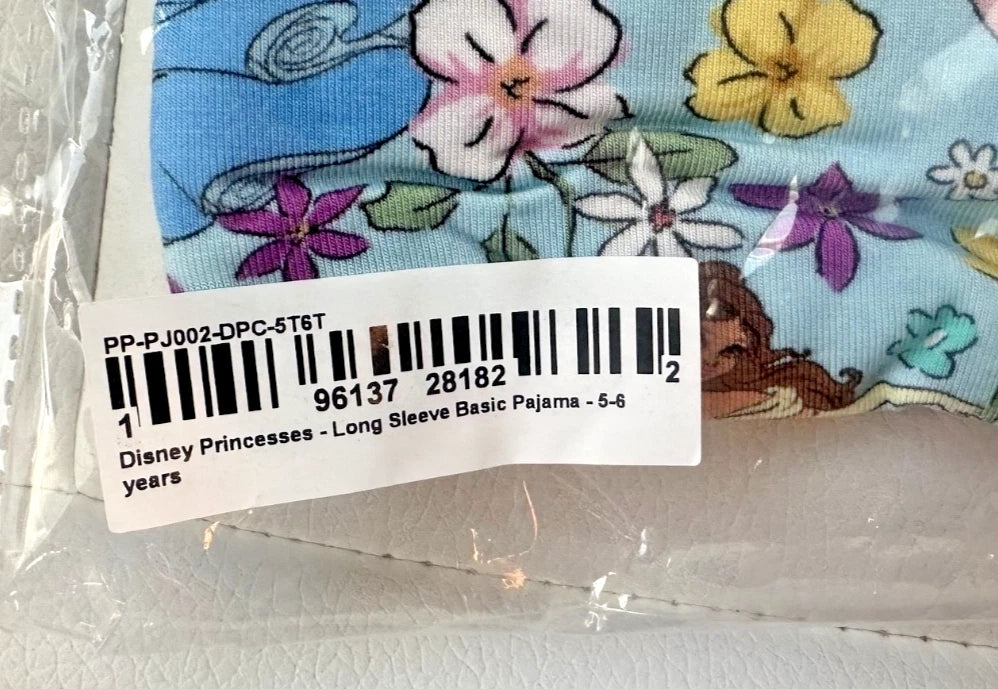 PP-PJ002-DPC-5T6T
1 96137 28182 2
Disney Princesses - Long Sleeve Basic Pajama - 5-6
years